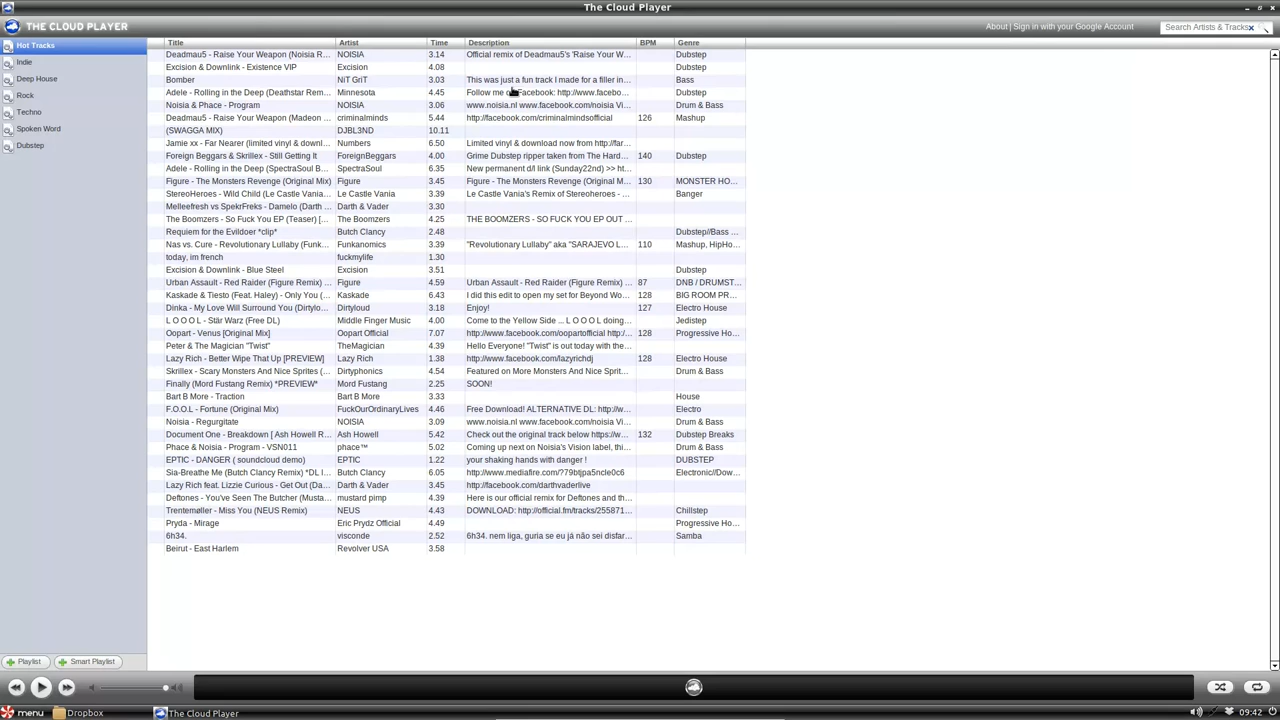 The Cloud Player
THE CLOUD PLAYER
About | Sign in with your Google Account
Search Artists & Tracks
Hot Tracks
Indie
Deep House
Rock
Techno
Spoken Word
Dubstep
Title Artist Time Description BPM Genre
Deadmau5 - Raise Your Weapon (Noisia R... NOISIA 3.14 Official remix of Deadmau5's 'Raise Your W... Dubstep
Excision & Downlink - Existence VIP Excision 4.08 Dubstep
Bomber NiT GriT 3.03 This was just a fun track I made for a filler in... Bass
Adele - Rolling in the Deep (Deathstar Rem... Minnesota 4.45 Follow me on Facebook: http://www.facebo... Dubstep
Noisia & Phace - Program NOISIA 3.06 www.noisia.nl www.facebook.com/noisia Vi... Drum & Bass
Deadmau5 - Raise Your Weapon (Madeon ... criminalminds 5.44 http://facebook.com/criminalmindsofficial 126 Mashup
(SWAGGA MIX) DJBL3ND 10.11
Jamie xx - Far Nearer (limited vinyl & downl... Numbers 6.50 Limited vinyl & download now from http://far...
Foreign Beggars & Skrillex - Still Getting It ForeignBeggars 4.00 Grime Dubstep ripper taken from The Hard... 140 Dubstep
Adele - Rolling in the Deep (SpectraSoul B... SpectraSoul 6.35 New permanent d/l link (Sunday22nd) >> ht...
Figure - The Monsters Revenge (Original Mix) Figure 3.45 Figure - The Monsters Revenge (Original M... 130 MONSTER HO...
StereoHeroes - Wild Child (Le Castle Vania... Le Castle Vania 3.39 Le Castle Vania's Remix of Stereoheroes - ... Banger
Melleefresh vs SpekrFreks - Damelo (Darth ... Darth & Vader 3.30
The Boomzers - So Fuck You EP (Teaser) [... The Boomzers 4.25 THE BOOMZERS - SO FUCK YOU EP OUT ...
Requiem for the Evildoer *clip* Butch Clancy 2.48 Dubstep//Bass ...
Nas vs. Cure - Revolutionary Lullaby (Funk... Funkanomics 3.39 "Revolutionary Lullaby" aka "SARAJEVO L... 110 Mashup, HipHo...
today, im french fuckmylife 1.30
Excision & Downlink - Blue Steel Excision 3.51 Dubstep
Urban Assault - Red Raider (Figure Remix) ... Figure 4.59 Urban Assault - Red Raider (Figure Remix) ... 87 DNB / DRUMST...
Kaskade & Tiesto (Feat. Haley) - Only You (... Kaskade 6.43 I did this edit to open my set for Beyond Wo... 128 BIG ROOM PR...
Dinka - My Love Will Surround You (Dirtylo... Dirtyloud 3.18 Enjoy! 127 Electro House
L O O O L - Stär Warz (Free DL) Middle Finger Music 4.00 Come to the Yellow Side ... L O O O L doing... Jedistep
Oopart - Venus [Original Mix] Oopart Official 7.07 http://www.facebook.com/oopartofficial http:/... 128 Progressive Ho...
Peter & The Magician "Twist" TheMagician 4.39 Hello Everyone! "Twist" is out today with the...
Lazy Rich - Better Wipe That Up [PREVIEW] Lazy Rich 1.38 http://www.facebook.com/lazyrichdj 128 Electro House
Skrillex - Scary Monsters And Nice Sprites (... Dirtyphonics 4.54 Featured on More Monsters And Nice Sprit... Drum & Bass
Finally (Mord Fustang Remix) *PREVIEW* Mord Fustang 2.25 SOON!
Bart B More - Traction Bart B More 3.33 House
F.O.O.L - Fortune (Original Mix) FuckOurOrdinaryLives 4.46 Free Download! ALTERNATIVE DL: http://w... Electro
Noisia - Regurgitate NOISIA 3.09 www.noisia.nl www.facebook.com/noisia Vi... Drum & Bass
Document One - Breakdown [ Ash Howell R... Ash Howell 5.42 Check out the original track below https://w... 132 Dubstep Breaks
Phace & Noisia - Program - VSN011 phace™ 5.02 Coming up next on Noisia's Vision label, thi... Drum & Bass
EPTIC - DANGER ( soundcloud demo) EPTIC 1.22 your shaking hands with danger ! DUBSTEP
Sia-Breathe Me (Butch Clancy Remix) *DL I... Butch Clancy 6.05 http://www.mediafire.com/?79btjpa5ncle0c6 Electronic//Dow...
Lazy Rich feat. Lizzie Curious - Get Out (Da... Darth & Vader 3.45 http://facebook.com/darthvaderlive
Deftones - You've Seen The Butcher (Musta... mustard pimp 4.39 Here is our official remix for Deftones and th...
Trentemøller - Miss You (NEUS Remix) NEUS 4.43 DOWNLOAD: http://official.fm/tracks/255871... Chillstep
Pryda - Mirage Eric Prydz Official 4.49 Progressive Ho...
6h34. visconde 2.52 6h34. nem liga, guria se eu já não sei disfar... Samba
Beirut - East Harlem Revolver USA 3.58
Playlist Smart Playlist
menu Dropbox The Cloud Player 09:42